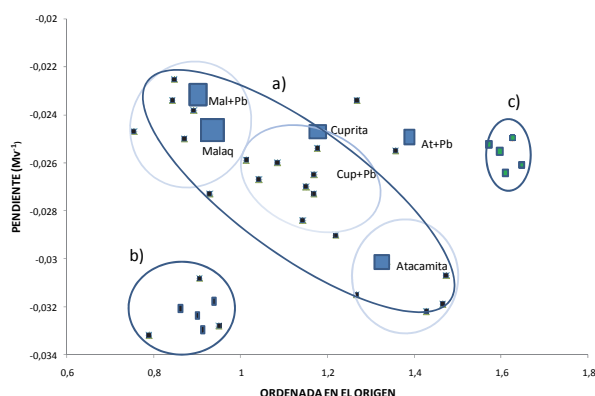 -0,02
-0,022
-0,024
-0,026
-0,028
-0,03
-0,032
-0,034
PENDIENTE (Mv⁻¹)
a)
c)
Mal+Pb
Cuprita
At+Pb
Malaq
Cup+Pb
b)
Atacamita
0,6 0,8 1 1,2 1,4 1,6 1,8
ORDENADA EN EL ORIGEN